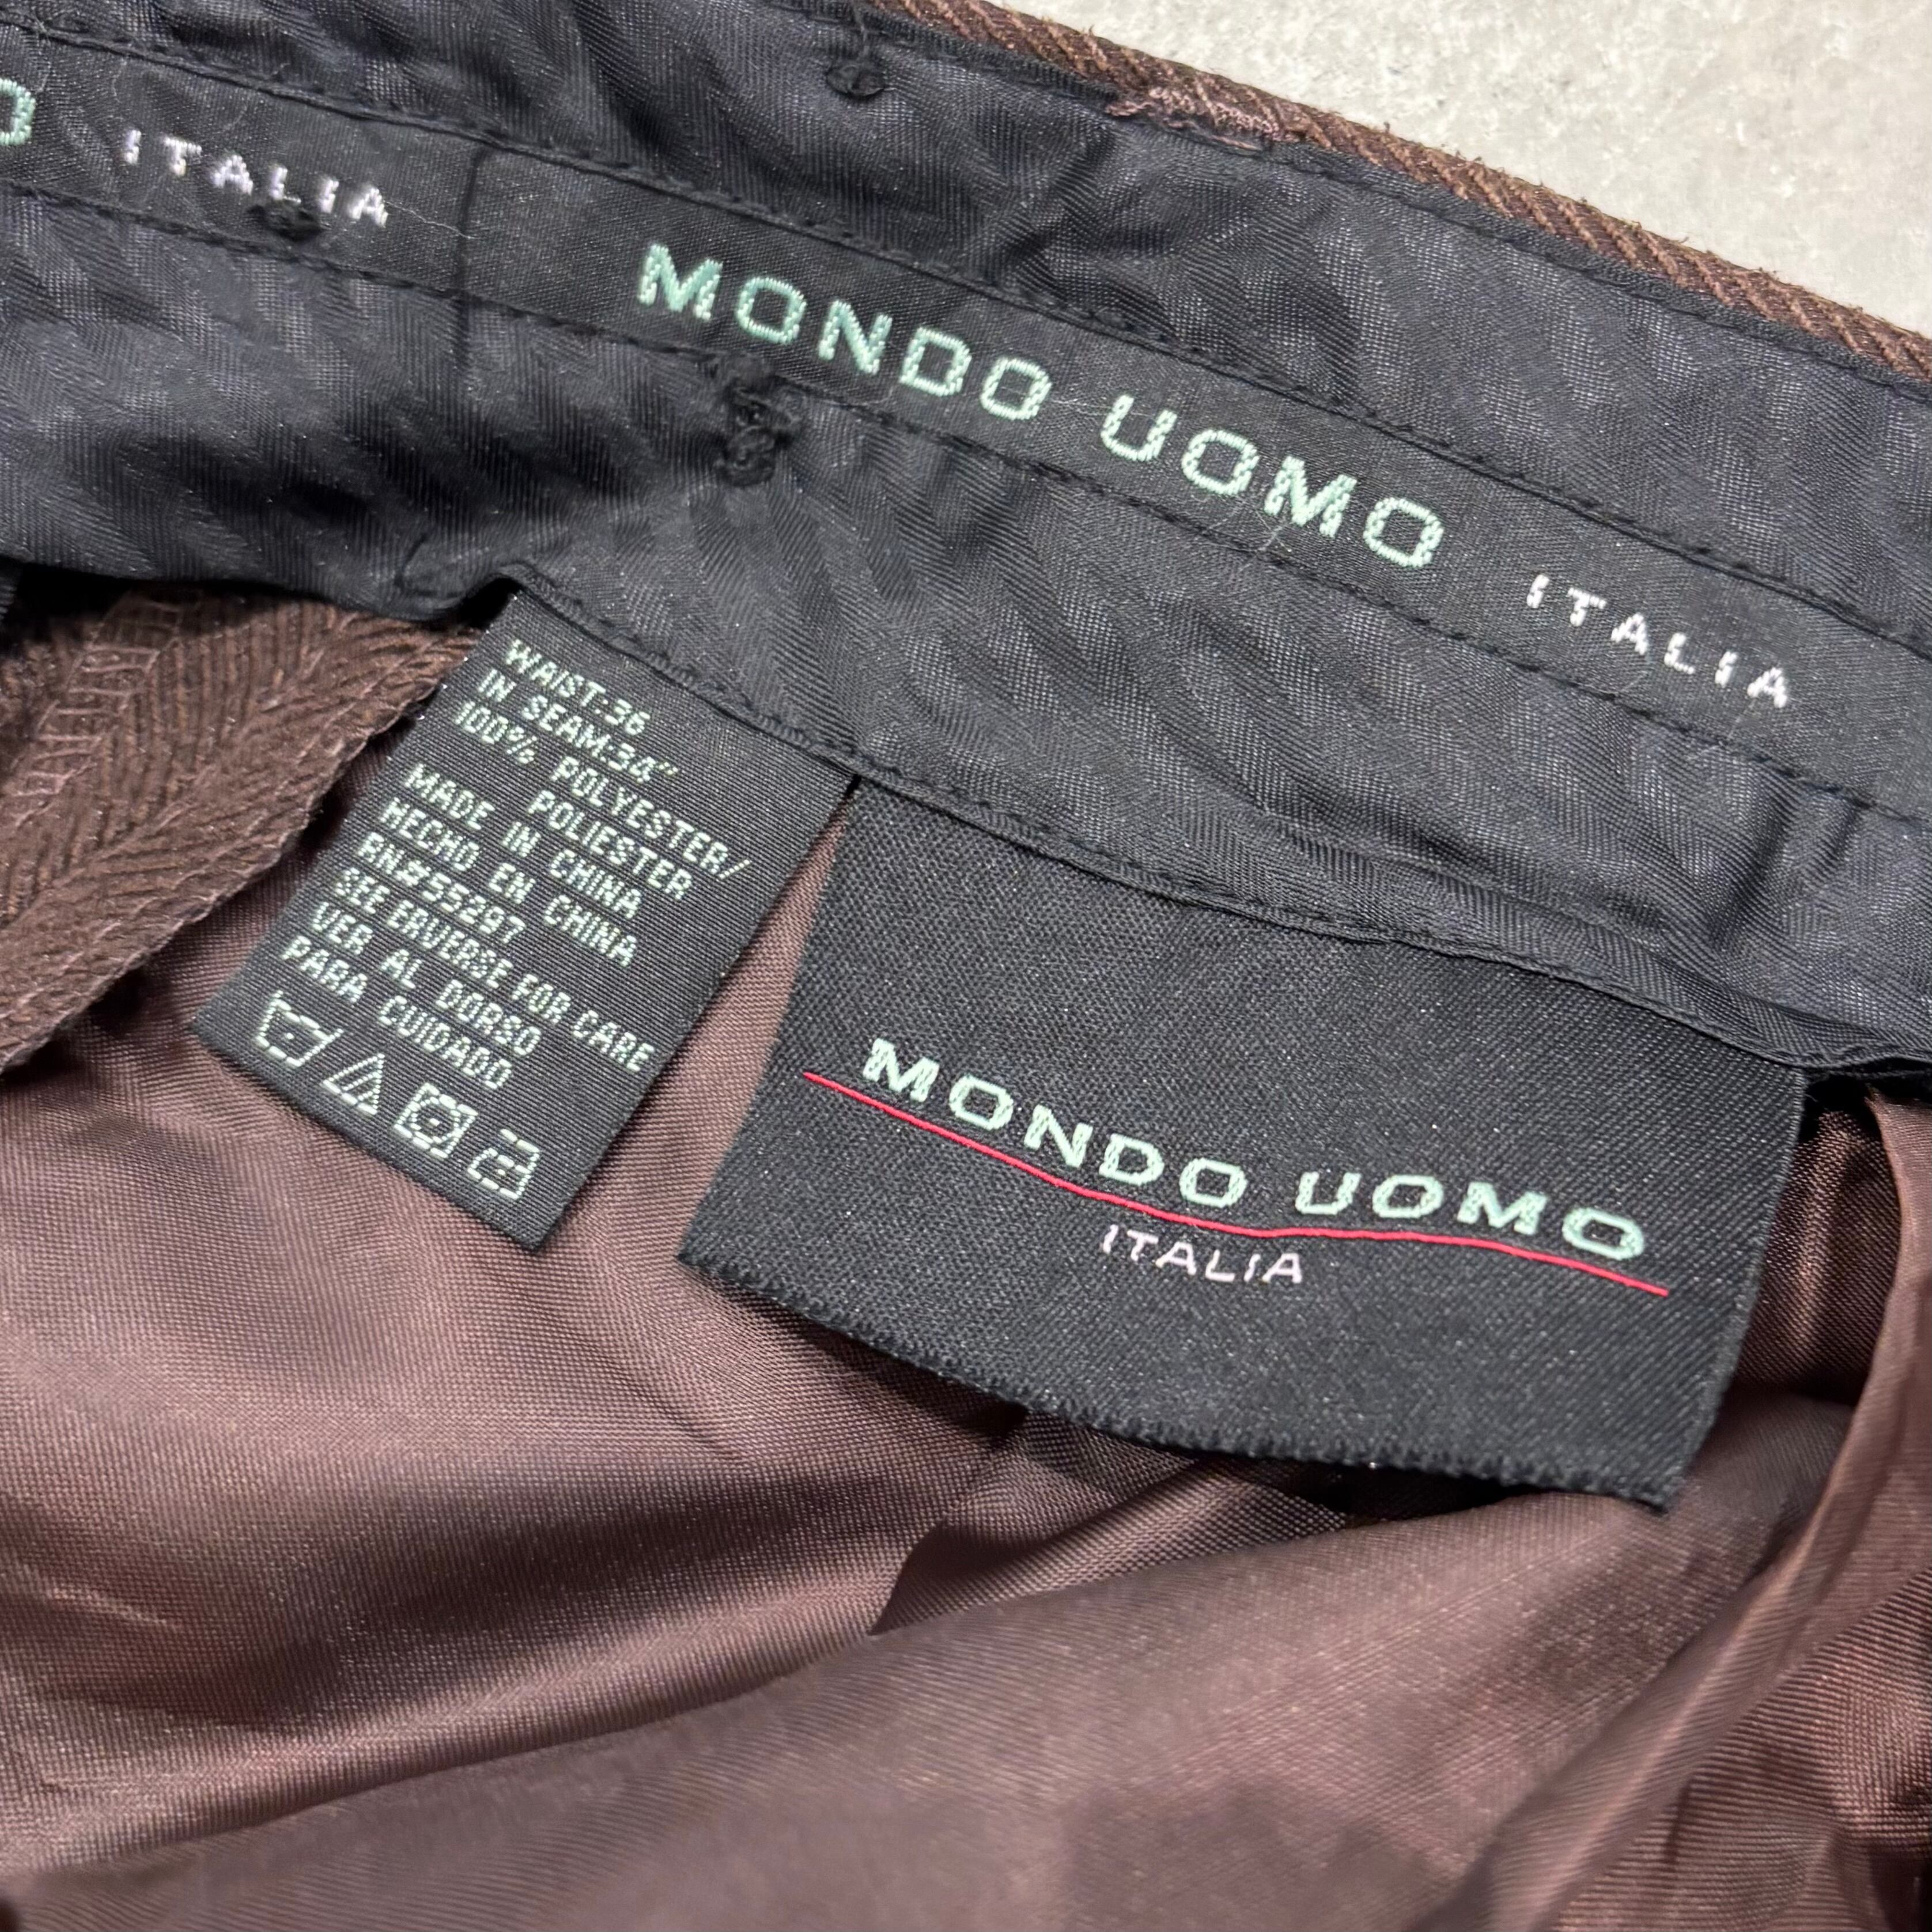 O ITALIA
MONDO UOMO ITALIA
WAIST:36
IN SEAM:34"
100% POLYESTER/
POLIESTER
MADE IN CHINA
HECHO EN CHINA
RN#55297
SEE ERVERSE FOR CARE
VER AL DORSO
PARA CUIDADO
MONDO UOMO
ITALIA